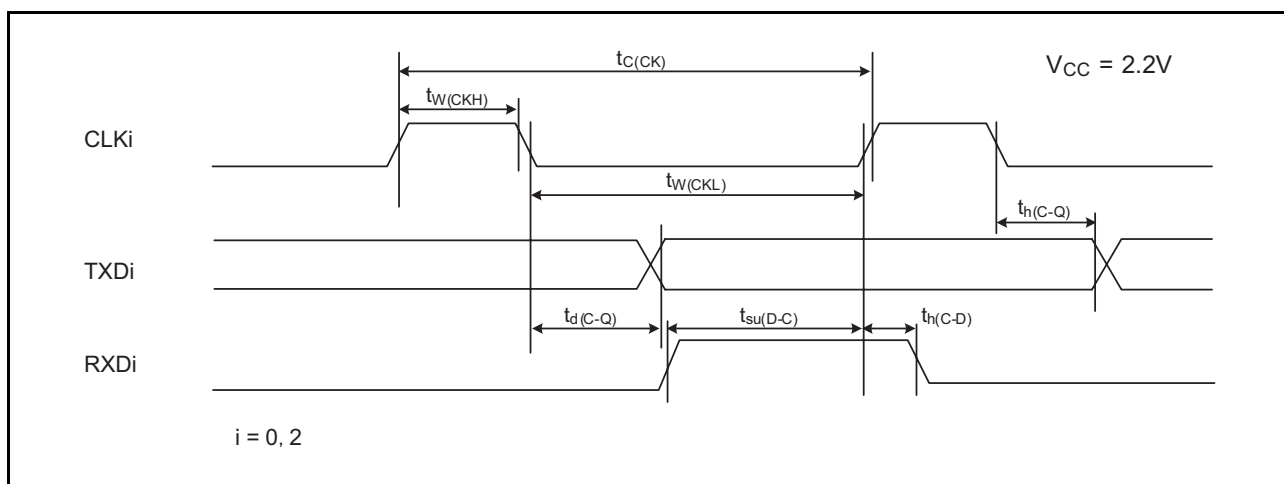 tC(CK)
VCC = 2.2V
tW(CKH)
CLKi
tW(CKL)
th(C-Q)
TXDi
td(C-Q)
tsu(D-C)
th(C-D)
RXDi
i = 0, 2